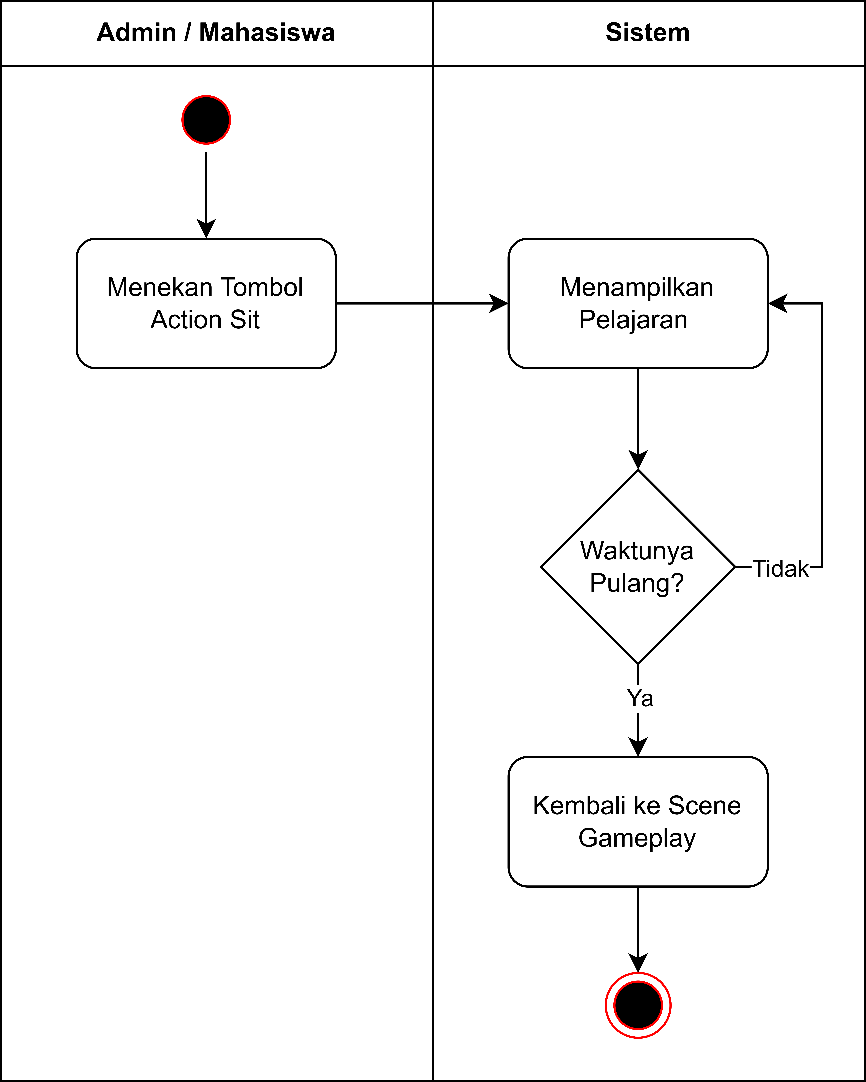 Admin / Mahasiswa
Sistem
Menekan Tombol
Action Sit
Menampilkan
Pelajaran
Waktunya
Pulang?
Tidak
Ya
Kembali ke Scene
Gameplay